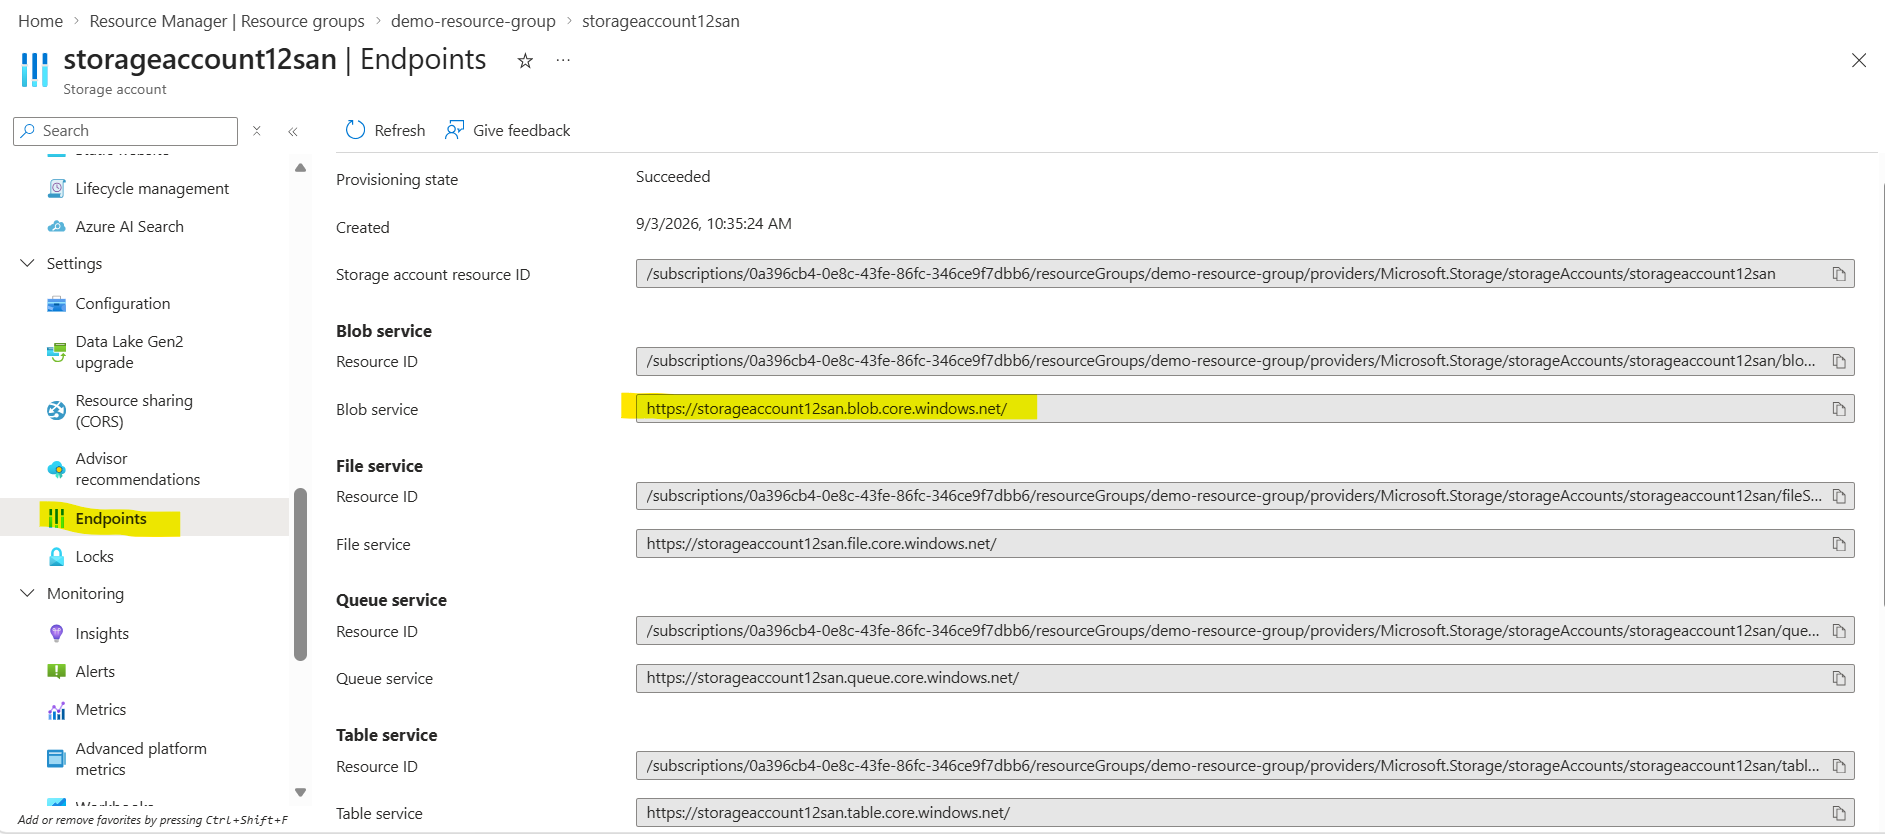 Home > Resource Manager | Resource groups > demo-resource-group > storageaccount12san
storageaccount12san | Endpoints
Storage account
Search
Lifecycle management
Azure AI Search
Settings
Configuration
Data Lake Gen2
upgrade
Resource sharing
(CORS)
Advisor
recommendations
Endpoints
Locks
Monitoring
Insights
Alerts
Metrics
Advanced platform
metrics
Add or remove favorites by pressing Ctrl+Shift+F
Refresh Give feedback
Provisioning state Succeeded
Created 9/3/2026, 10:35:24 AM
Storage account resource ID /subscriptions/0a396cb4-0e8c-43fe-86fc-346ce9f7dbb6/resourceGroups/demo-resource-group/providers/Microsoft.Storage/storageAccounts/storageaccount12san
Blob service
Resource ID /subscriptions/0a396cb4-0e8c-43fe-86fc-346ce9f7dbb6/resourceGroups/demo-resource-group/providers/Microsoft.Storage/storageAccounts/storageaccount12san/blo...
Blob service https://storageaccount12san.blob.core.windows.net/
File service
Resource ID /subscriptions/0a396cb4-0e8c-43fe-86fc-346ce9f7dbb6/resourceGroups/demo-resource-group/providers/Microsoft.Storage/storageAccounts/storageaccount12san/fileS...
File service https://storageaccount12san.file.core.windows.net/
Queue service
Resource ID /subscriptions/0a396cb4-0e8c-43fe-86fc-346ce9f7dbb6/resourceGroups/demo-resource-group/providers/Microsoft.Storage/storageAccounts/storageaccount12san/que...
Queue service https://storageaccount12san.queue.core.windows.net/
Table service
Resource ID /subscriptions/0a396cb4-0e8c-43fe-86fc-346ce9f7dbb6/resourceGroups/demo-resource-group/providers/Microsoft.Storage/storageAccounts/storageaccount12san/tabl...
Table service https://storageaccount12san.table.core.windows.net/